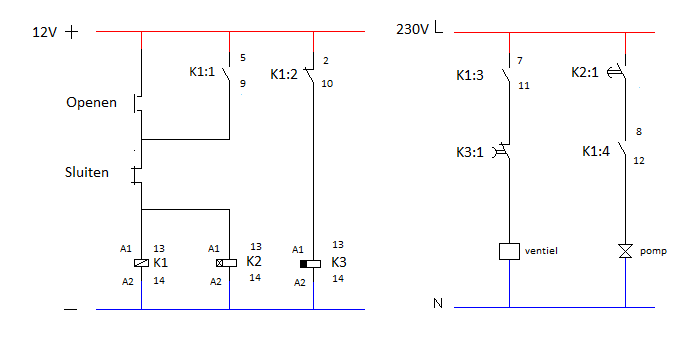 12V +
230V L
5
K1:1
9
2
K1:2
10
7
K1:3
11
K2:1
Openen
K3:1
8
K1:4
12
Sluiten
A1 13
K1
A2 14
A1 13
K2
A2 14
A1 13
K3
A2 14
ventiel
pomp
—
N